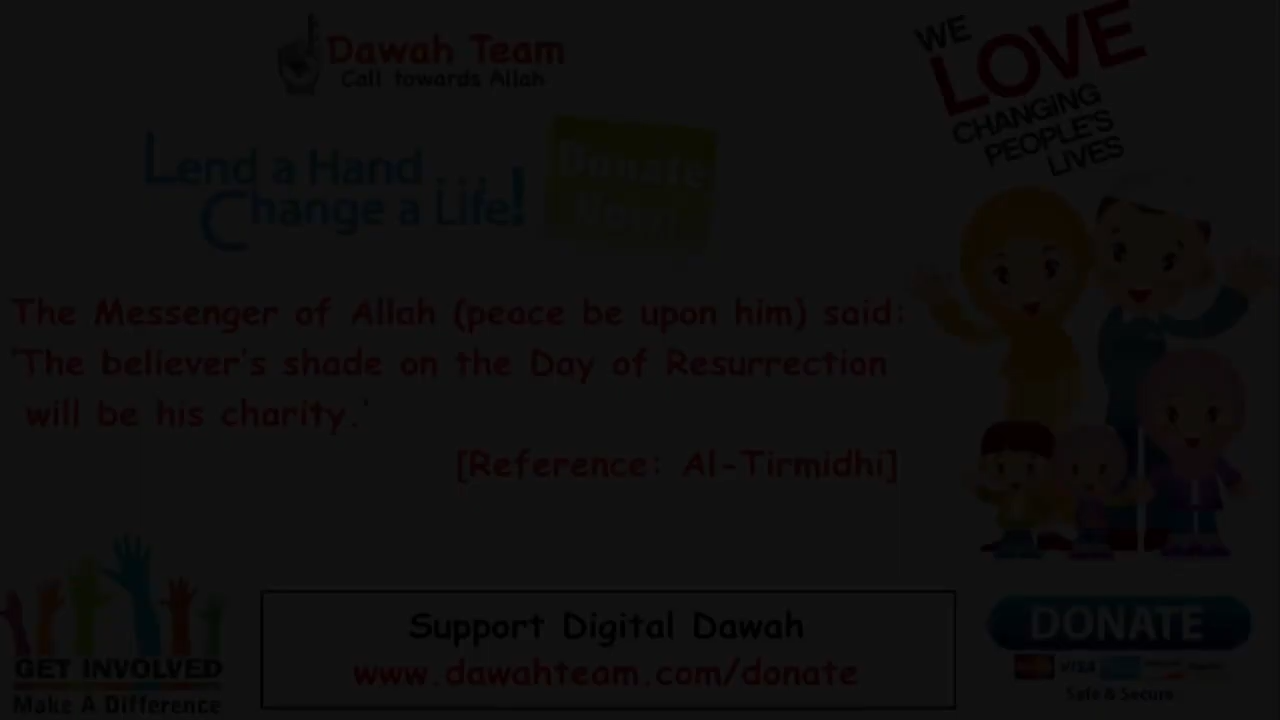 Dawah Team
Call towards Allah
WE
LOVE
CHANGING
PEOPLE'S
LIVES
Lend a Hand
Change a Life!
Donate
Now!
The Messenger of Allah (peace be upon him) said:
'The believer's shade on the Day of Resurrection
will be his charity.'
[Reference: Al-Tirmidhi]
GET INVOLVED
Make A Difference
Support Digital Dawah
www.dawahteam.com/donate
DONATE
VISA
Safe & Secure